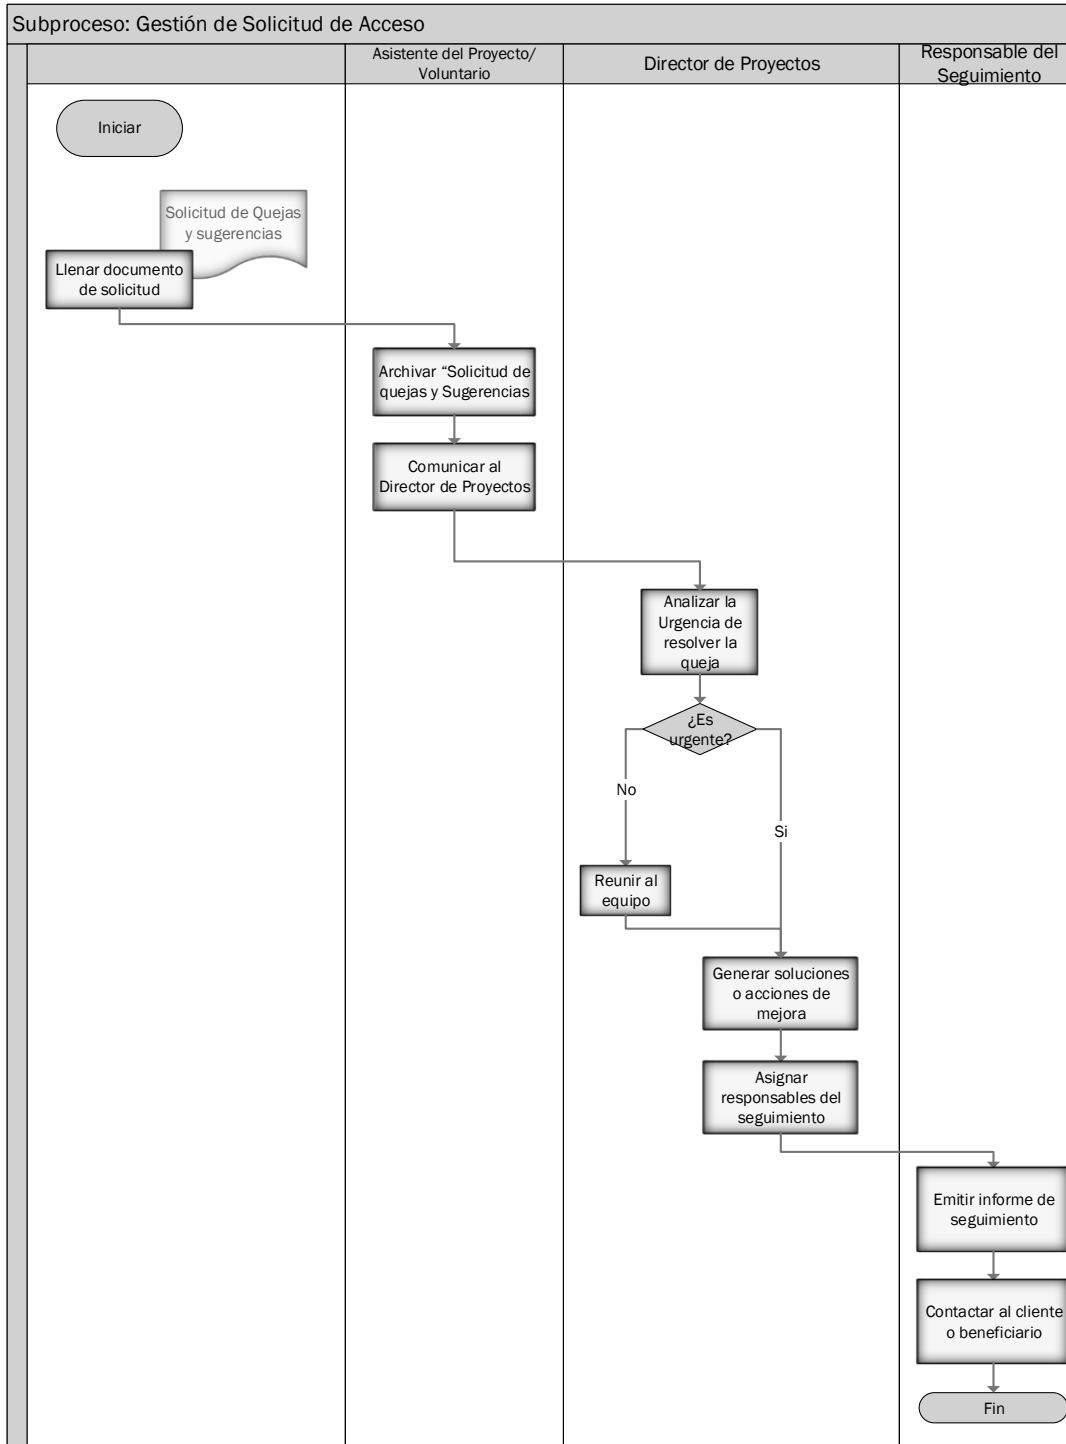 Subproceso: Gestión de Solicitud de Acceso
Asistente del Proyecto/
Voluntario
Director de Proyectos
Responsable del
Seguimiento
Iniciar
Solicitud de Quejas
y sugerencias
Llenar documento
de solicitud
Archivar “Solicitud de
quejas y Sugerencias
Comunicar al
Director de Proyectos
Analizar la
Urgencia de
resolver la
queja
¿Es
urgente?
No
Si
Reunir al
equipo
Generar soluciones
o acciones de
mejora
Asignar
responsables del
seguimiento
Emitir informe de
seguimiento
Contactar al cliente
o beneficiario
Fin